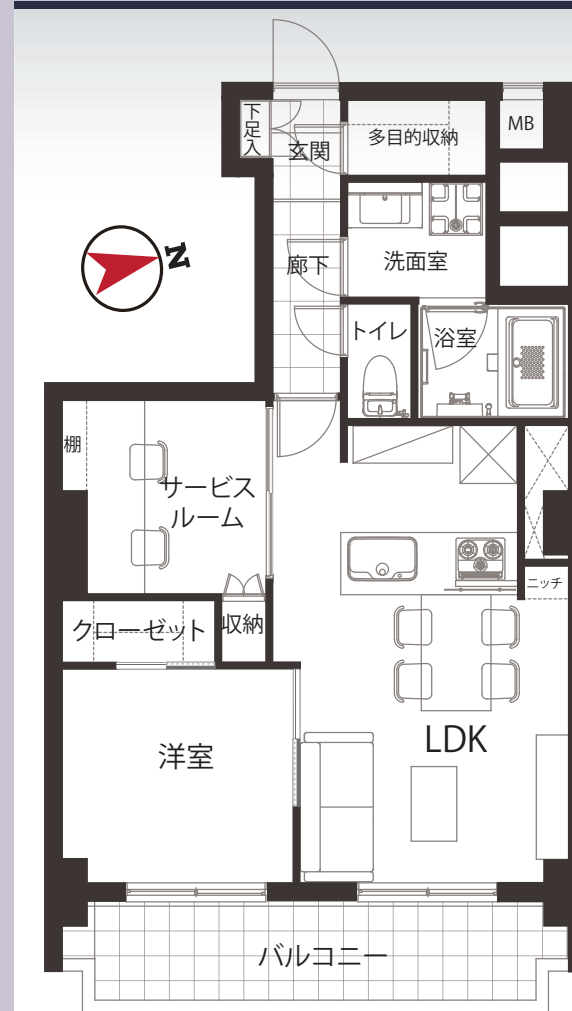 下足入
玄関
多目的収納
MB
廊下
洗面室
トイレ
浴室
N
棚
サービス
ルーム
ニッチ
クローゼット
収納
洋室
LDK
バルコニー